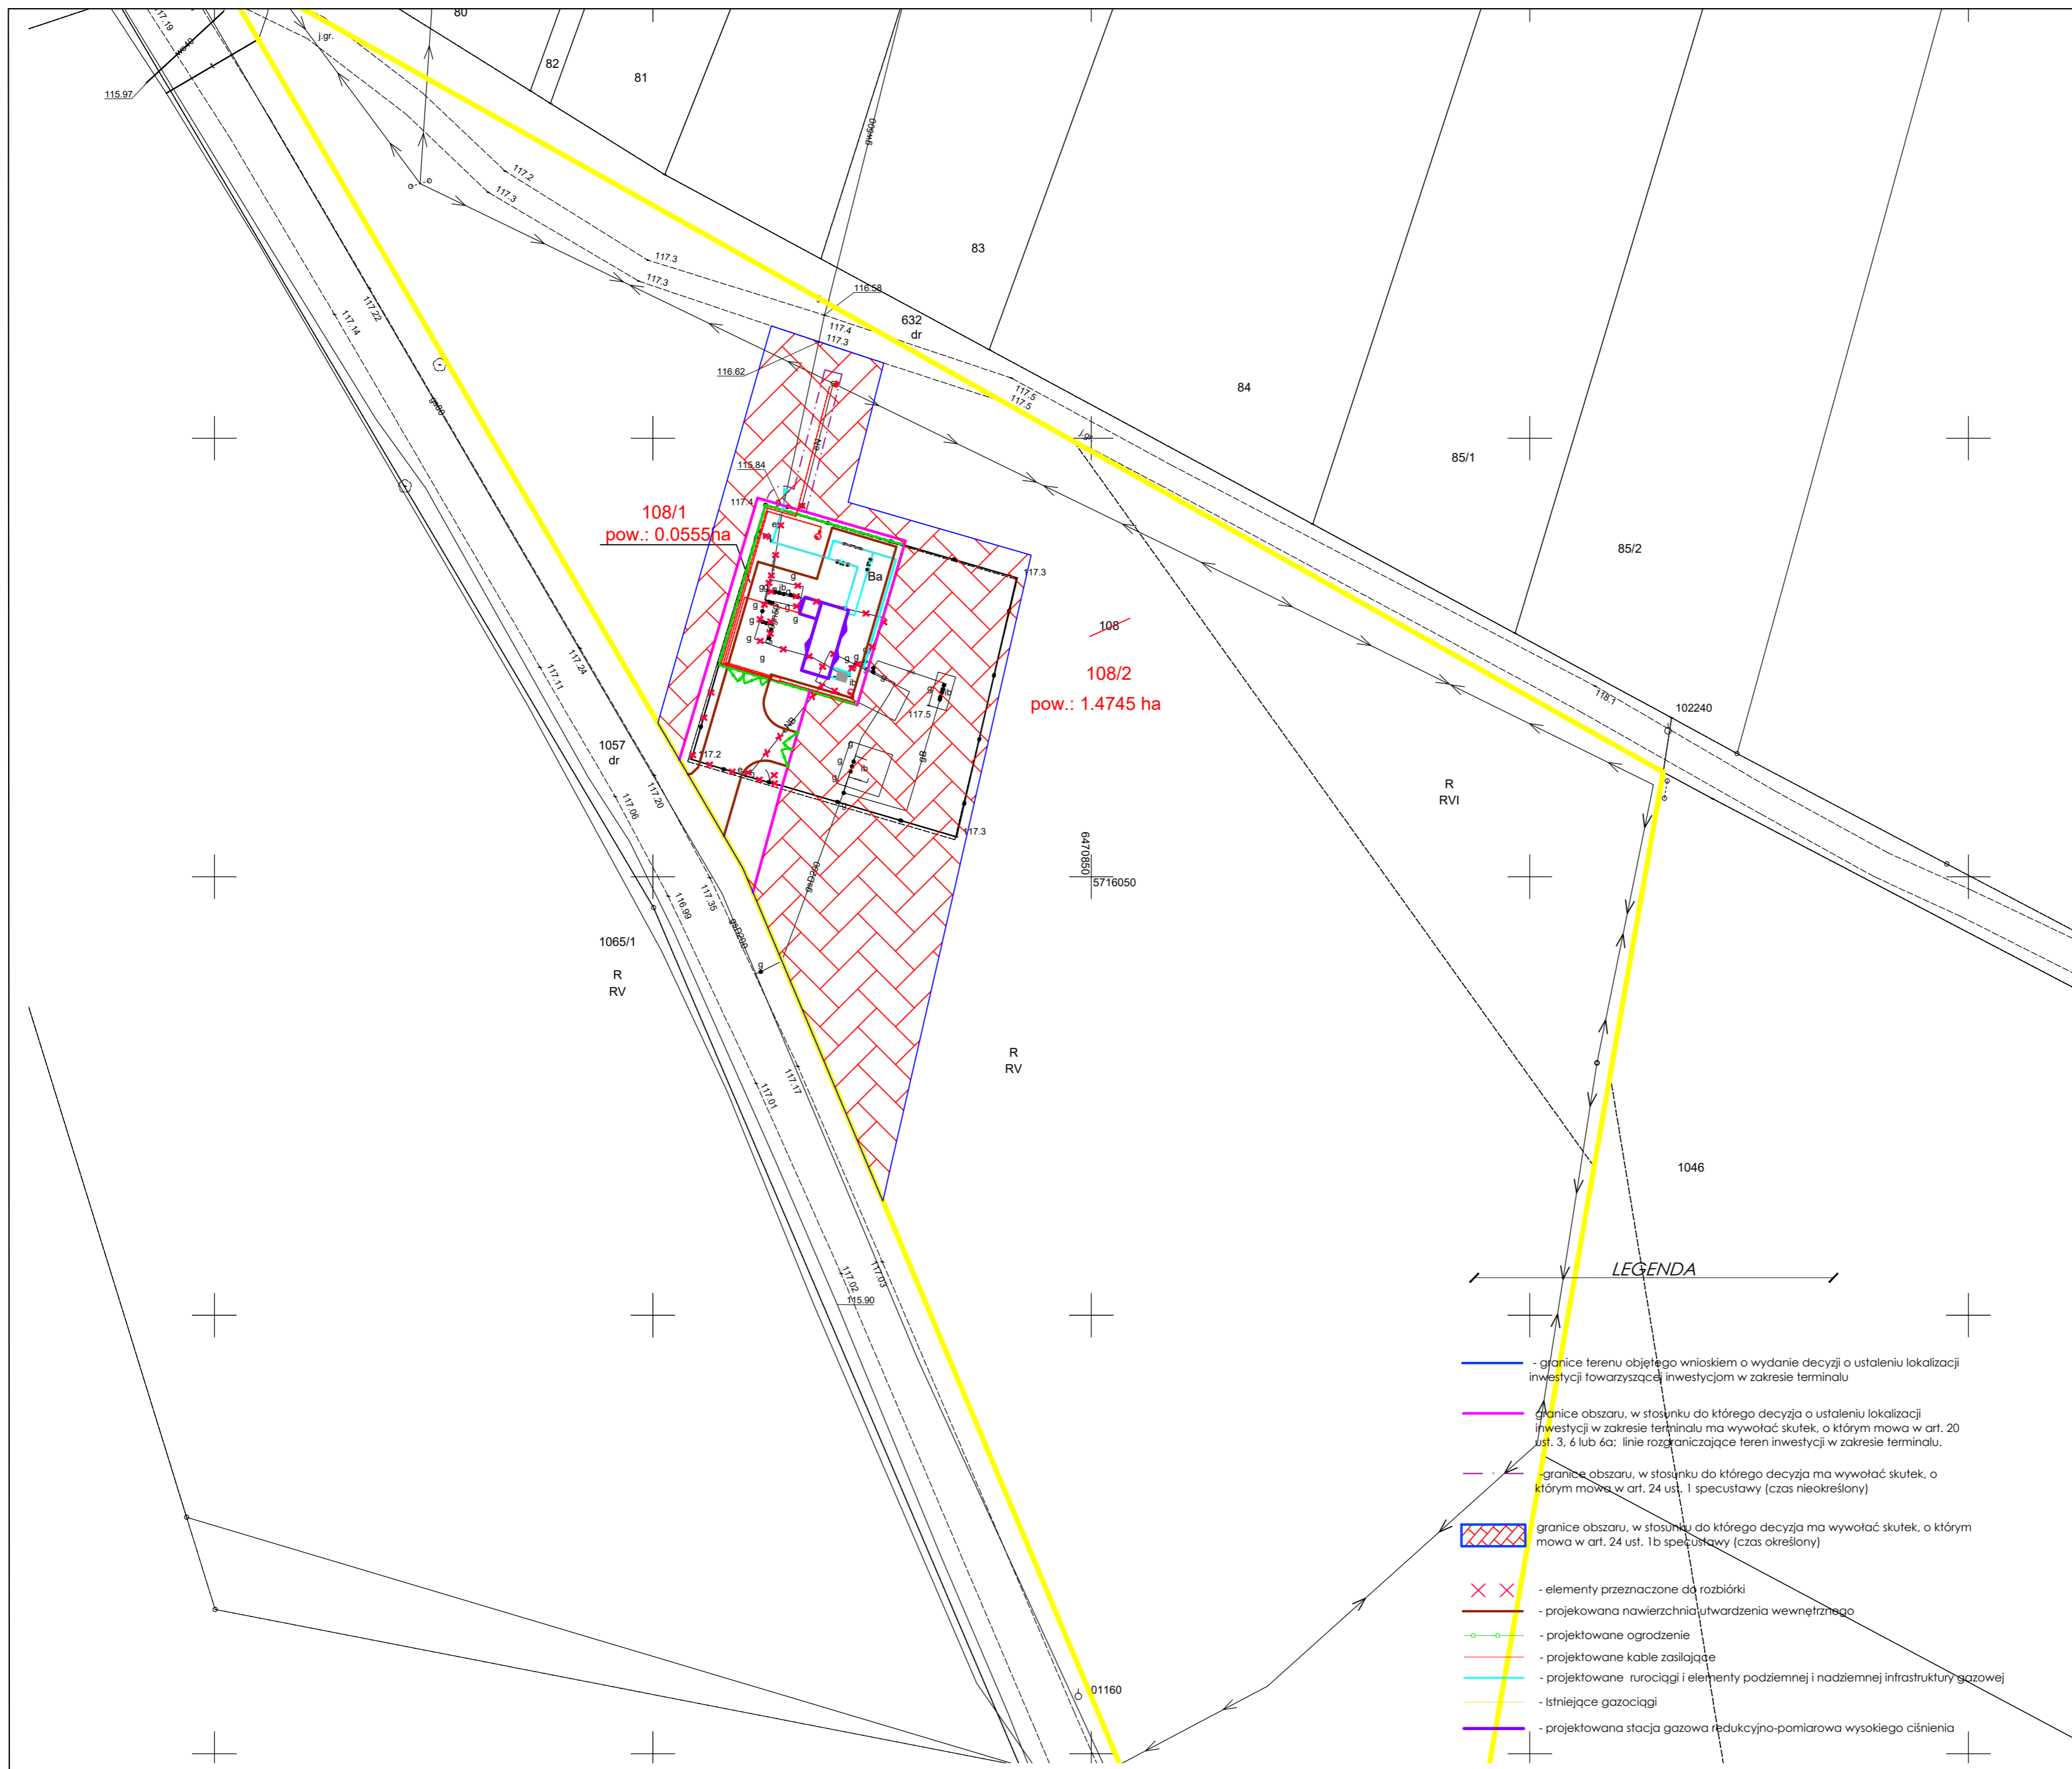 80
82
81
117.19
wo40
j.gr.
115.97
gw500
117.2
117.3
83
117.3
117.3
116.58
632
dr
117.4
117.3
117.22
117.14
116.62
84
117.5
117.5
j.gr.
gs80
eN
85/1
115.84
117.4
108/1
pow.: 0.0555ha
85/2
Ba
117.3
108
108/2
pow.: 1.4745 ha
117.24
117.11
117.5
118.1
102240
1057
dr
117.2
eNB
117.20
117.06
R
RVI
117.3
6470850
5716050
gsD200
117.35
116.99
gsD200
1065/1
R
RV
g
R
RV
117.17
117.01
1046
117.03
117.02
115.90
LEGENDA
- granice terenu objętego wnioskiem o wydanie decyzji o ustaleniu lokalizacji
inwestycji towarzyszącej inwestycjom w zakresie terminalu
granice obszaru, w stosunku do którego decyzja o ustaleniu lokalizacji
inwestycji w zakresie terminalu ma wywołać skutek, o którym mowa w art. 20
ust. 3, 6 lub 6a; linie rozgraniczające teren inwestycji w zakresie terminalu.
-granice obszaru, w stosunku do którego decyzja ma wywołać skutek, o
którym mowa w art. 24 ust. 1 specustawy (czas nieokreślony)
granice obszaru, w stosunku do którego decyzja ma wywołać skutek, o którym
mowa w art. 24 ust. 1b specustawy (czas określony)
- elementy przeznaczone do rozbiórki
- projekowana nawierzchnia utwardzenia wewnętrznego
- projektowane ogrodzenie
- projektowane kable zasilające
- projektowane rurociągi i elementy podziemnej i nadziemnej infrastruktury gazowej
- Istniejące gazociągi
- projektowana stacja gazowa redukcyjno-pomiarowa wysokiego ciśnienia
01160